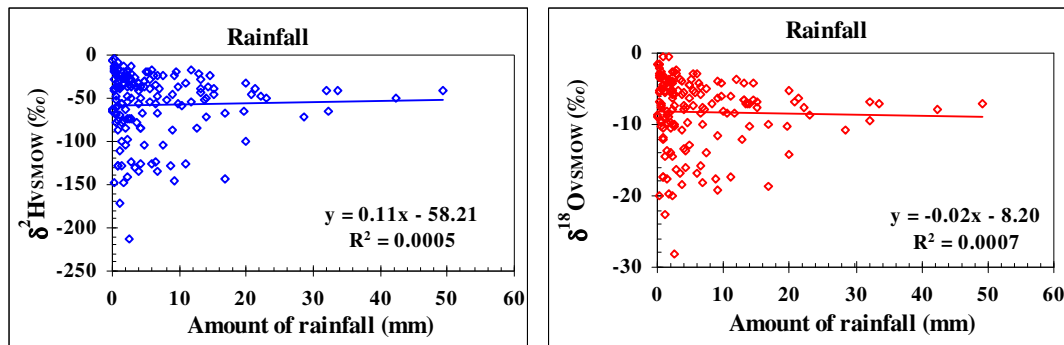 Rainfall
0
-50
-100
-150
-200
-250
δ²HVSMOW (‰)
y = 0.11x - 58.21
R² = 0.0005
0 10 20 30 40 50 60
Amount of rainfall (mm)
Rainfall
0
-10
-20
-30
δ¹⁸OVSMOW (‰)
y = -0.02x - 8.20
R² = 0.0007
0 10 20 30 40 50 60
Amount of rainfall (mm)